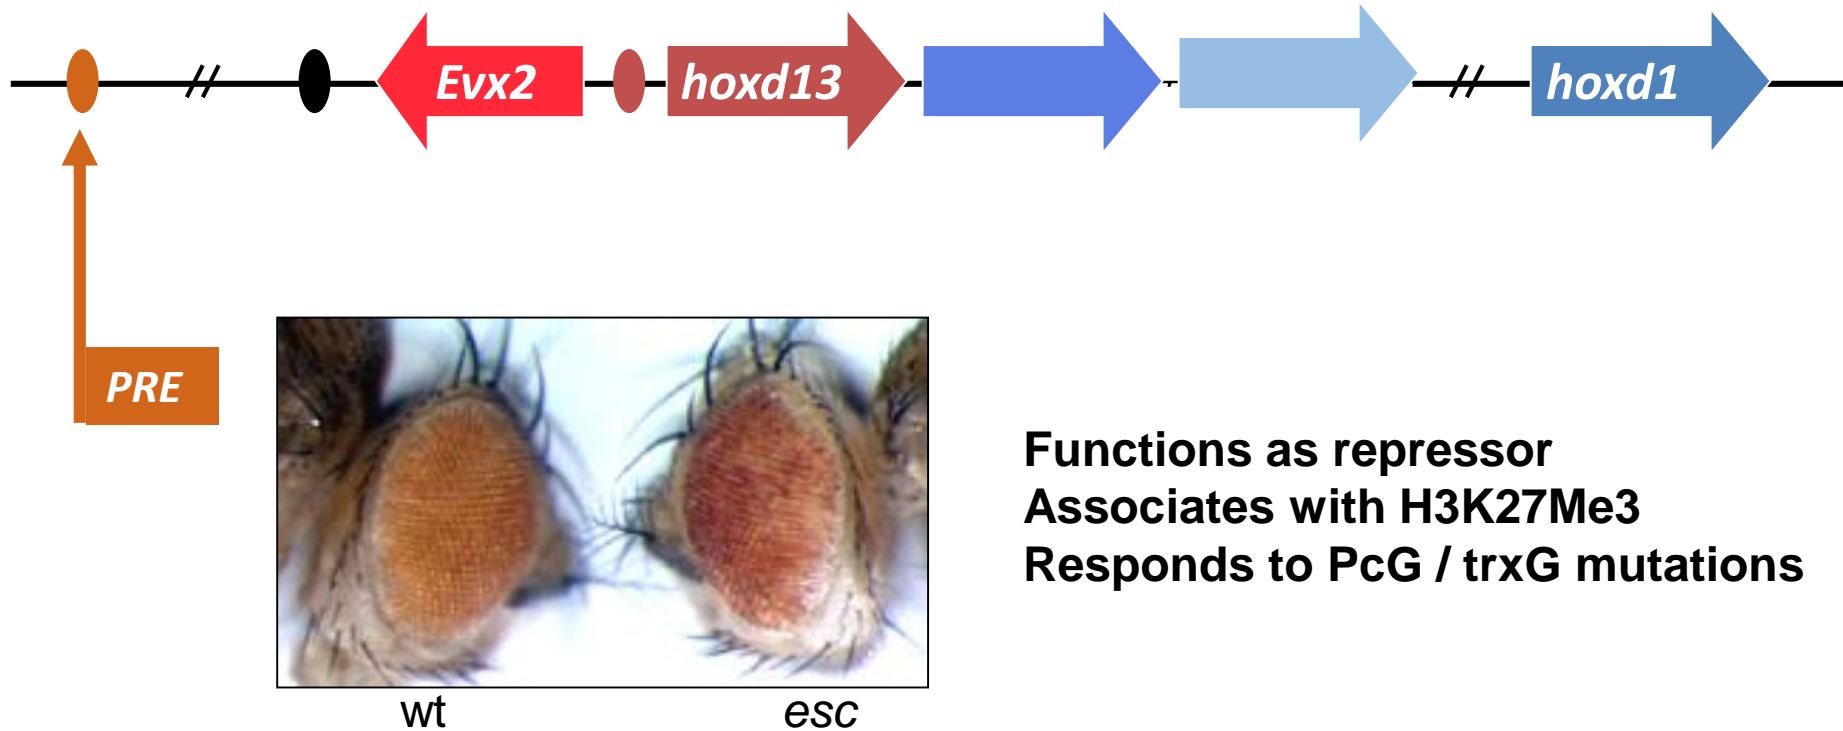 Evx2 hoxd13 hoxd1
PRE
Functions as repressor
Associates with H3K27Me3
Responds to PcG / trxG mutations
wt esc